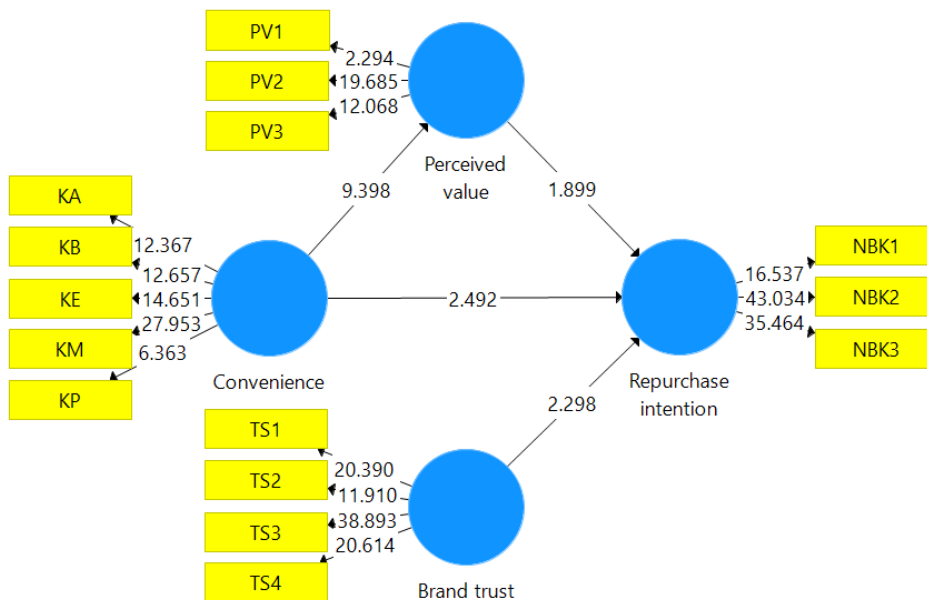 PV1
2.294
PV2
19.685
PV3
12.068
Perceived
value
9.398
1.899
KA
12.367
KB
12.657
KE
14.651
KM
27.953
KP
6.363
Convenience
2.492
NBK1
16.537
NBK2
43.034
NBK3
35.464
Repurchase
intention
2.298
TS1
20.390
TS2
11.910
TS3
38.893
TS4
20.614
Brand trust